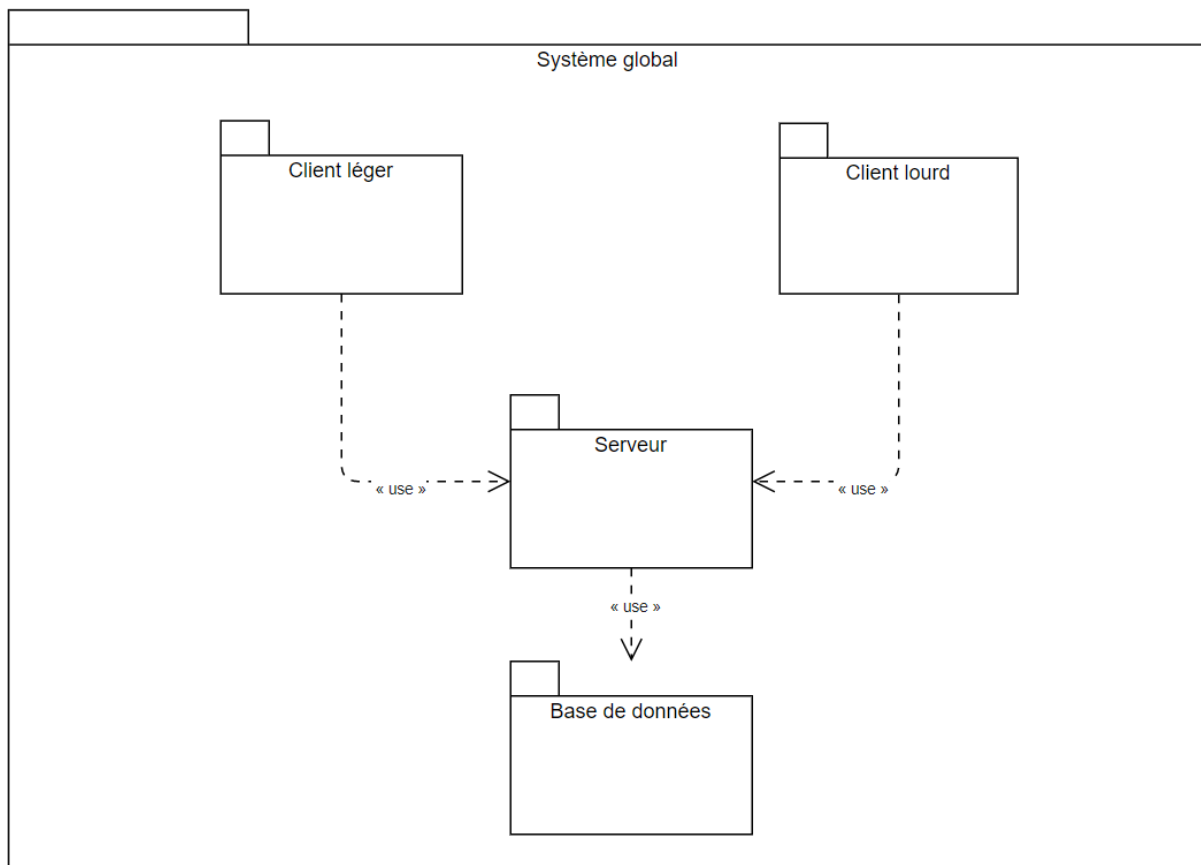 Système global
Client léger
Client lourd
Serveur
« use »
« use »
« use »
Base de données